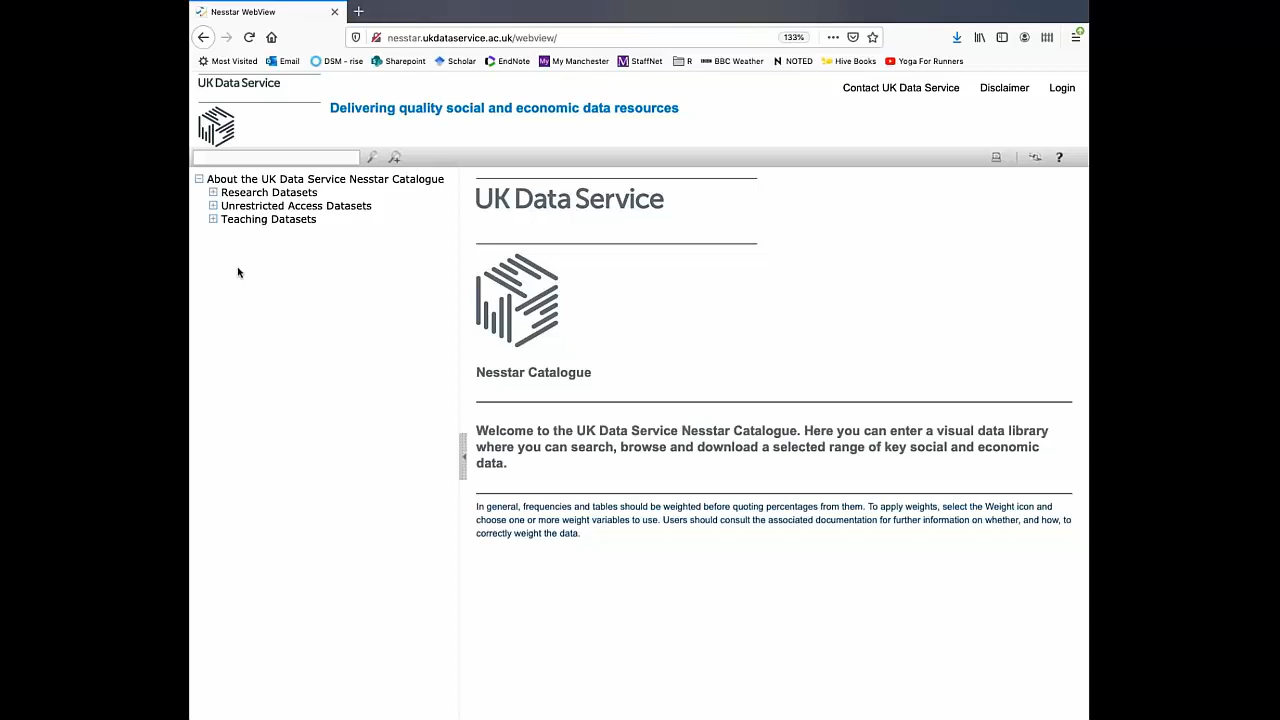 Nesstar WebView
nesstar.ukdataservice.ac.uk/webview/
133%
Most Visited Email DSM - rise Sharepoint Scholar EndNote My Manchester StaffNet R BBC Weather NOTED Hive Books Yoga For Runners
UK Data Service
Contact UK Data Service Disclaimer Login
Delivering quality social and economic data resources
?
About the UK Data Service Nesstar Catalogue
Research Datasets
Unrestricted Access Datasets
Teaching Datasets
UK Data Service
Nesstar Catalogue
Welcome to the UK Data Service Nesstar Catalogue. Here you can enter a visual data library
where you can search, browse and download a selected range of key social and economic
data.
In general, frequencies and tables should be weighted before quoting percentages from them. To apply weights, select the Weight icon and
choose one or more weight variables to use. Users should consult the associated documentation for further information on whether, and how, to
correctly weight the data.